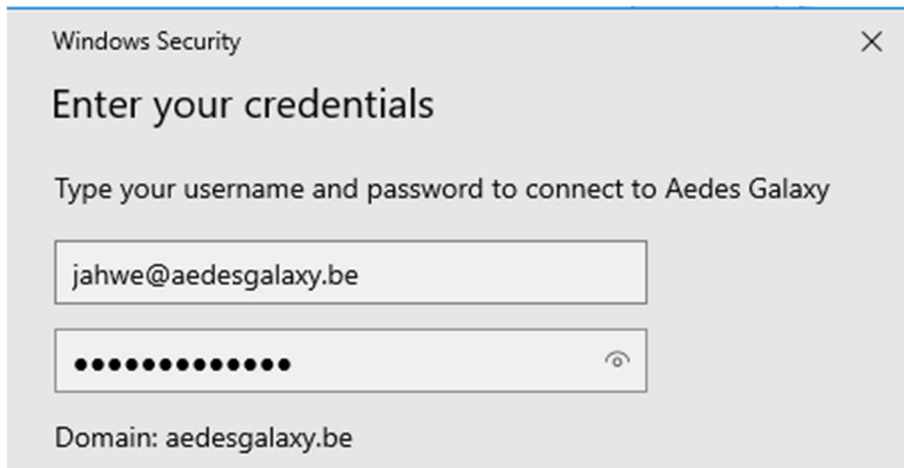 Windows Security
Enter your credentials
Type your username and password to connect to Aedes Galaxy
jahwe@aedesgalaxy.be
•••••••••••••
Domain: aedesgalaxy.be